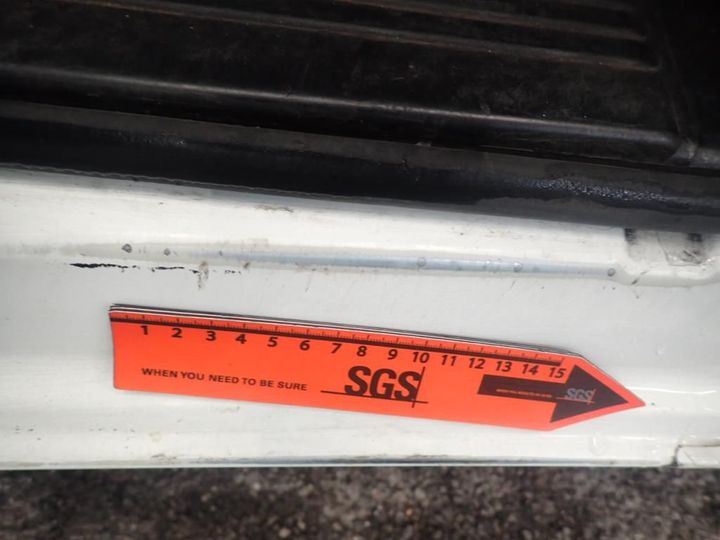 1 2 3 4 5 6 7 8 9 10 11 12 13 14 15
WHEN YOU NEED TO BE SURE SGS
SGS